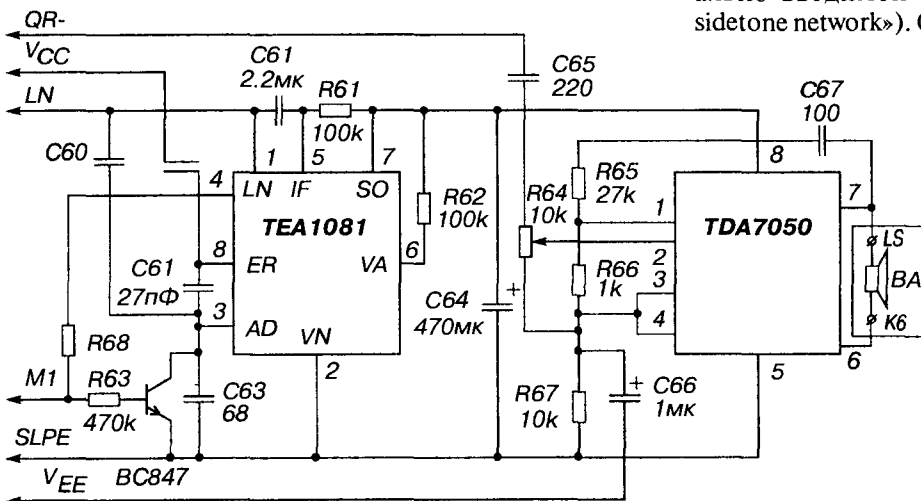 QR-
VCC
LN
C61
2.2мк
R61
100k
C65
220
sidetone network»). (
C67
100
C60
1
5
7
8
4
LN
IF
SO
TEA1081
R62
100k
R64
10k
R65
27k
1
TDA7050
7
LS
8
ER
VA
6
2
BA
C61
27пФ
R66
1k
3
3
AD
VN
C64
+
470мк
4
K6
R68
2
6
M1
R63
470k
C63
68
R67
10k
+
C66
1мк
5
SLPE
VEE
BC847